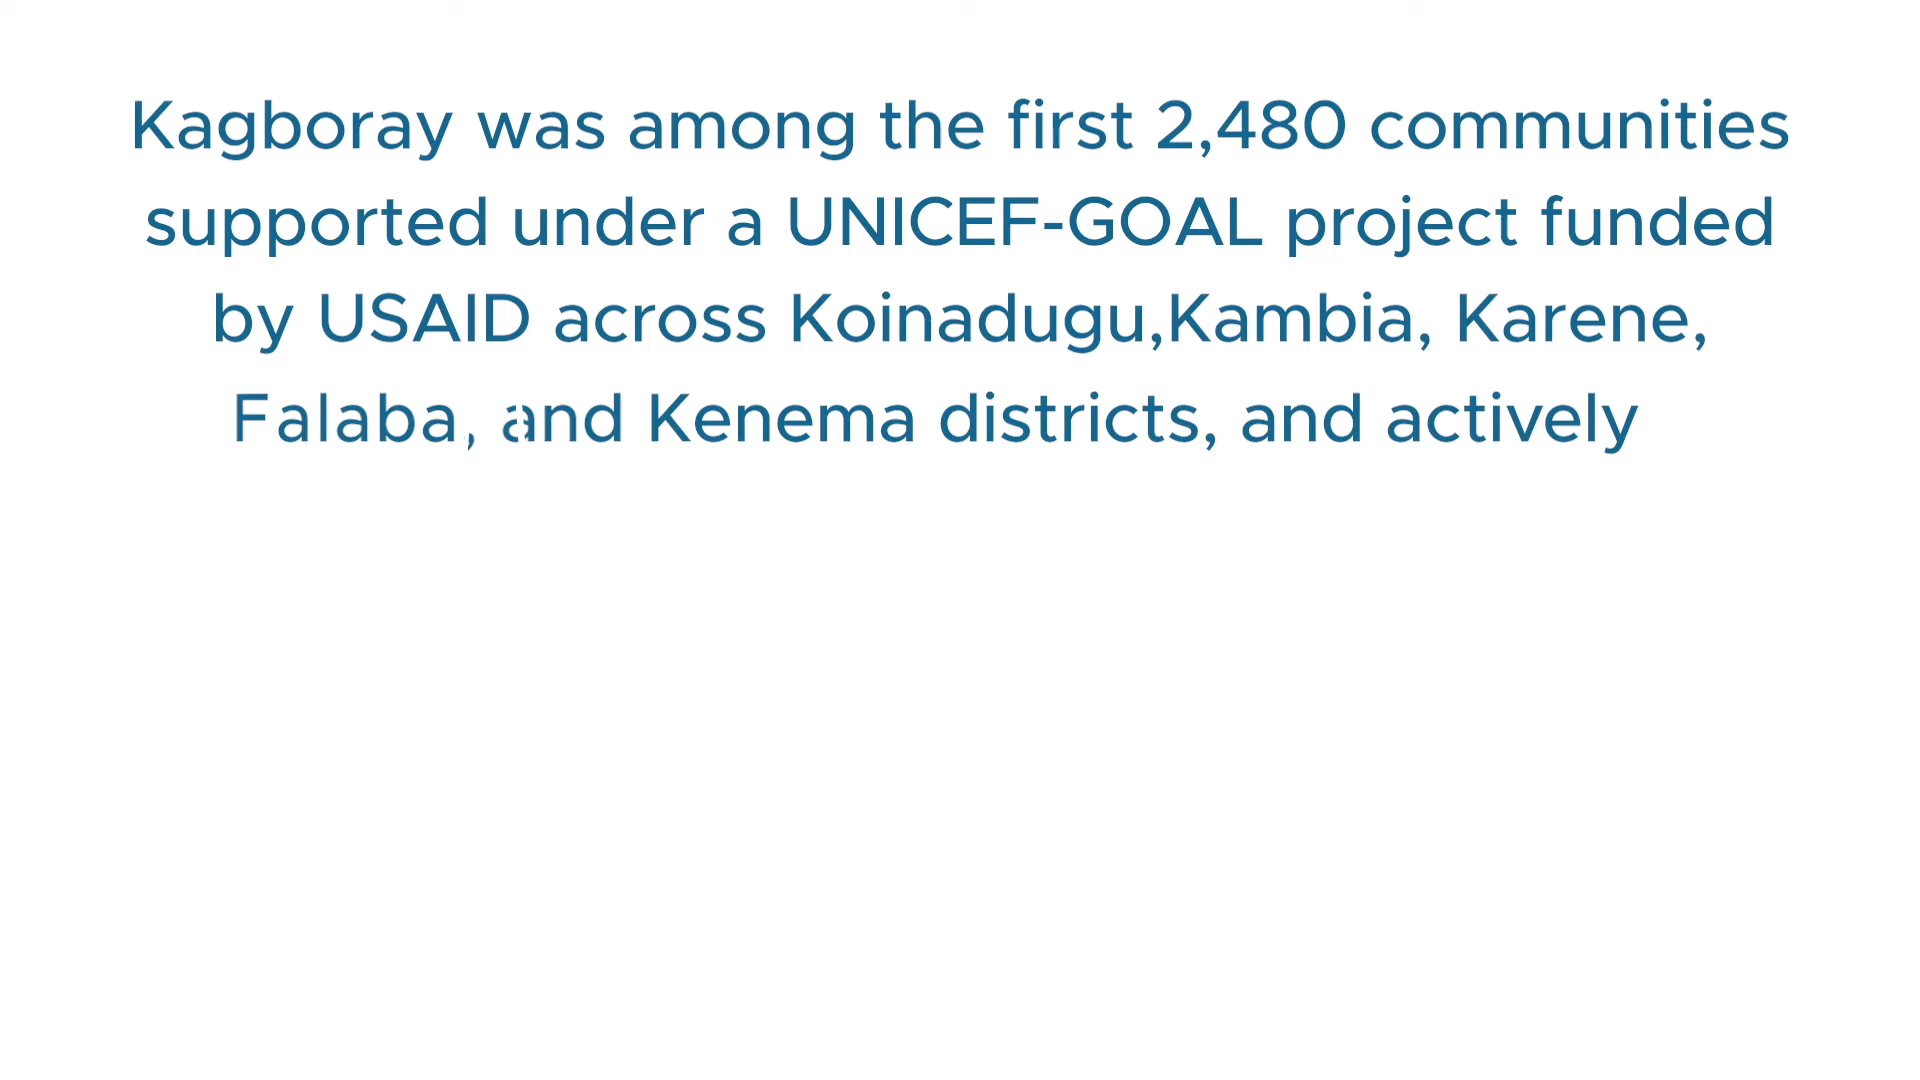 Kagboray was among the first 2,480 communities
supported under a UNICEF-GOAL project funded
by USAID across Koinadugu,Kambia, Karene,
Falaba, and Kenema districts, and actively